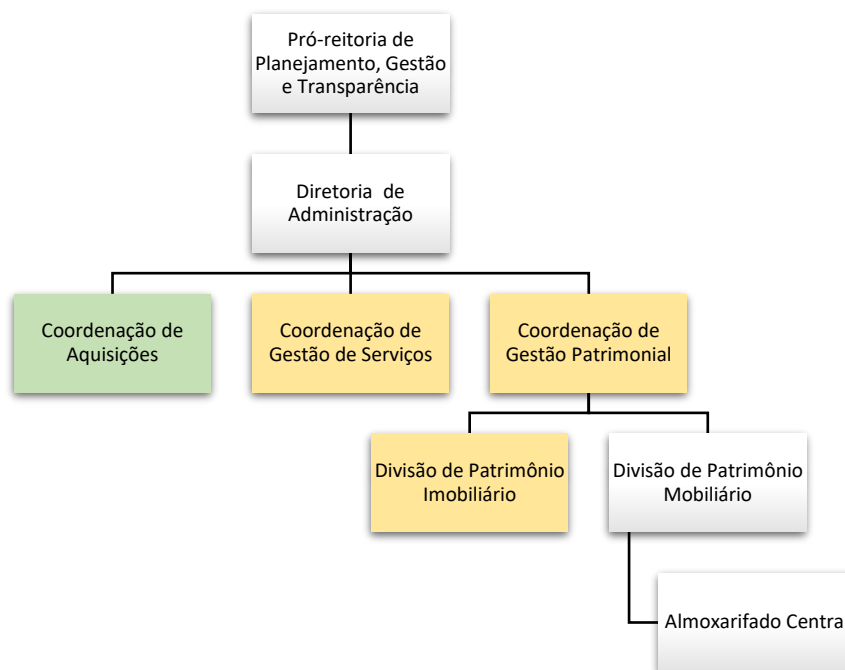 Pró-reitoria de
Planejamento, Gestão
e Transparência
Diretoria de
Administração
Coordenação de
Aquisições
Coordenação de
Gestão de Serviços
Coordenação de
Gestão Patrimonial
Divisão de Patrimônio
Imobiliário
Divisão de Patrimônio
Mobiliário
Almoxarifado Centra